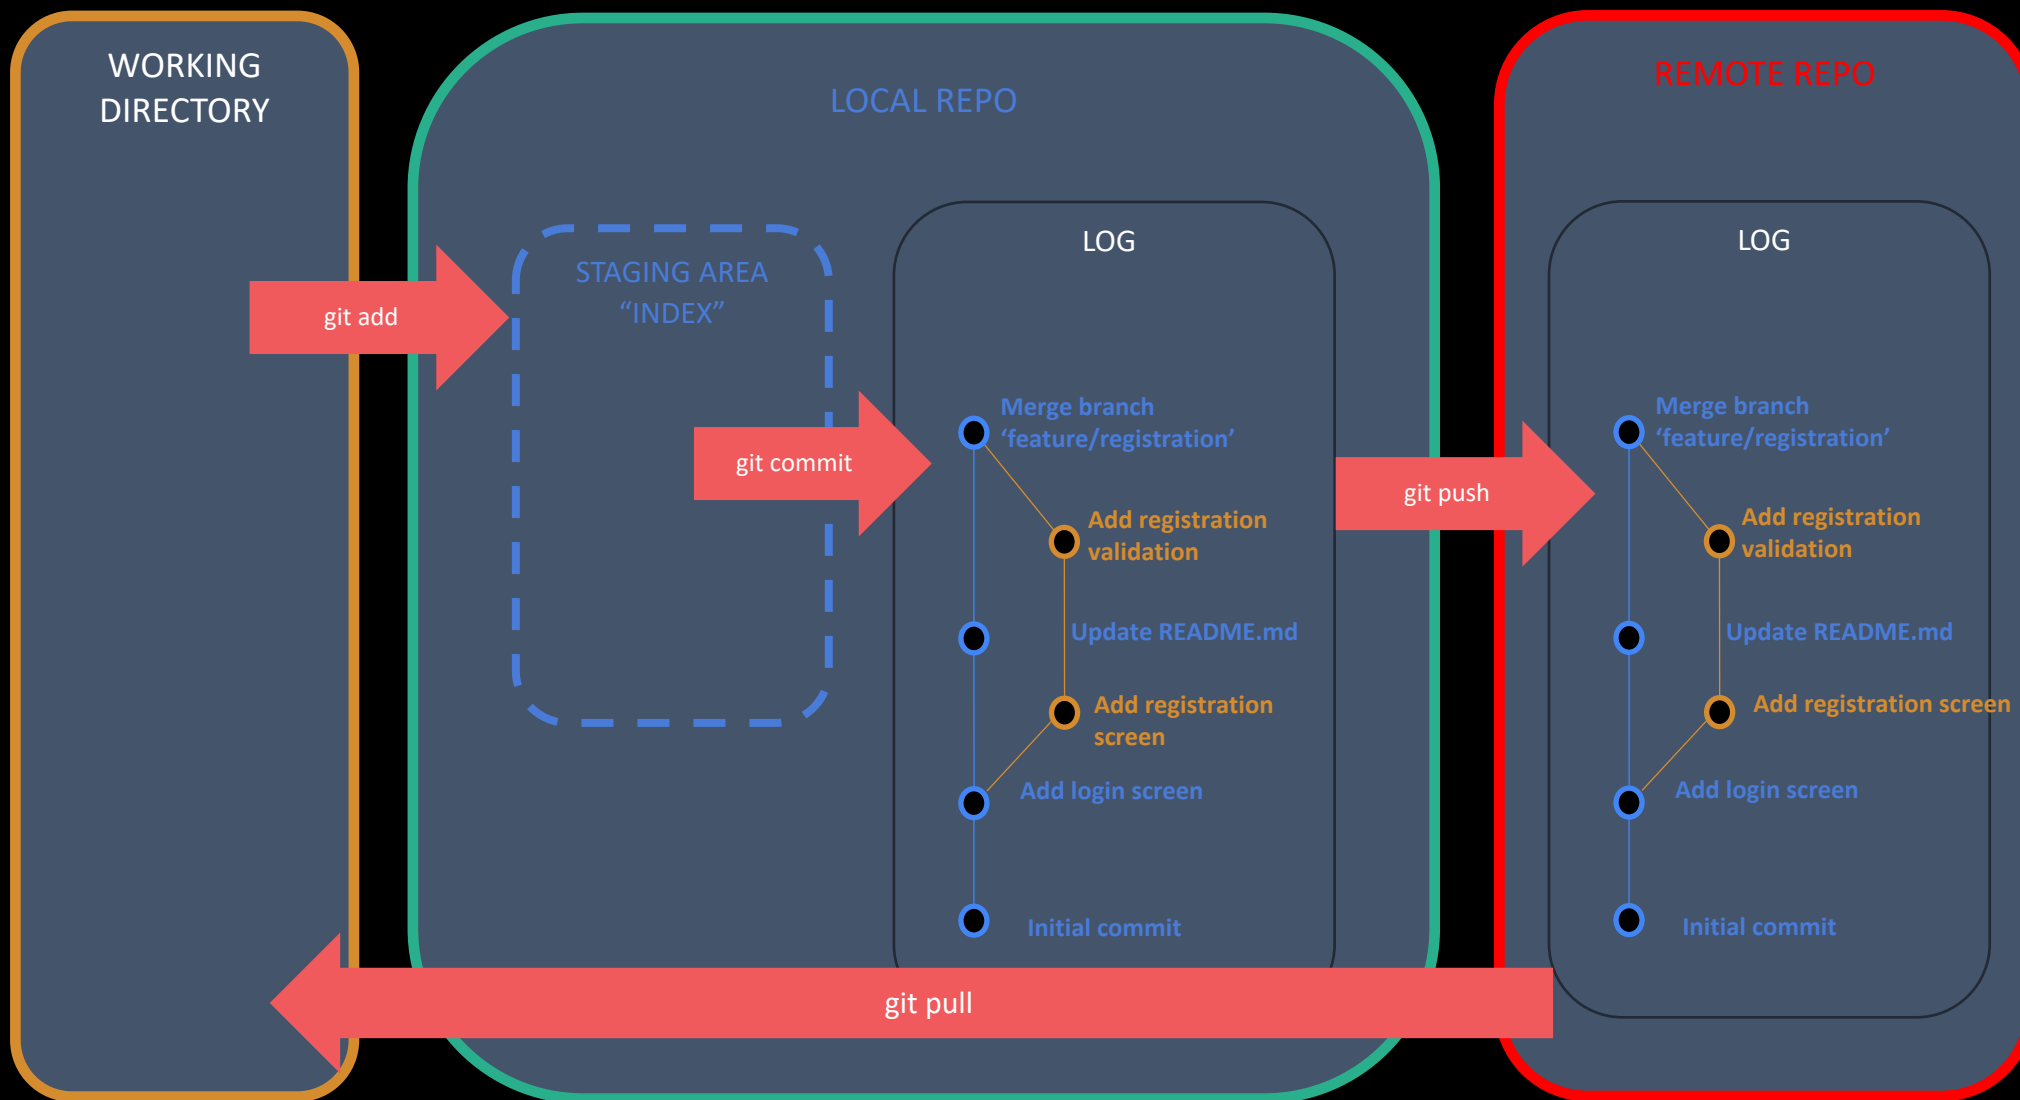 WORKING
DIRECTORY
LOCAL REPO
REMOTE REPO
git add
STAGING AREA
“INDEX”
git commit
LOG
Merge branch
‘feature/registration’
Add registration
validation
Update README.md
Add registration
screen
Add login screen
Initial commit
git push
LOG
Merge branch
‘feature/registration’
Add registration
validation
Update README.md
Add registration screen
Add login screen
Initial commit
git pull